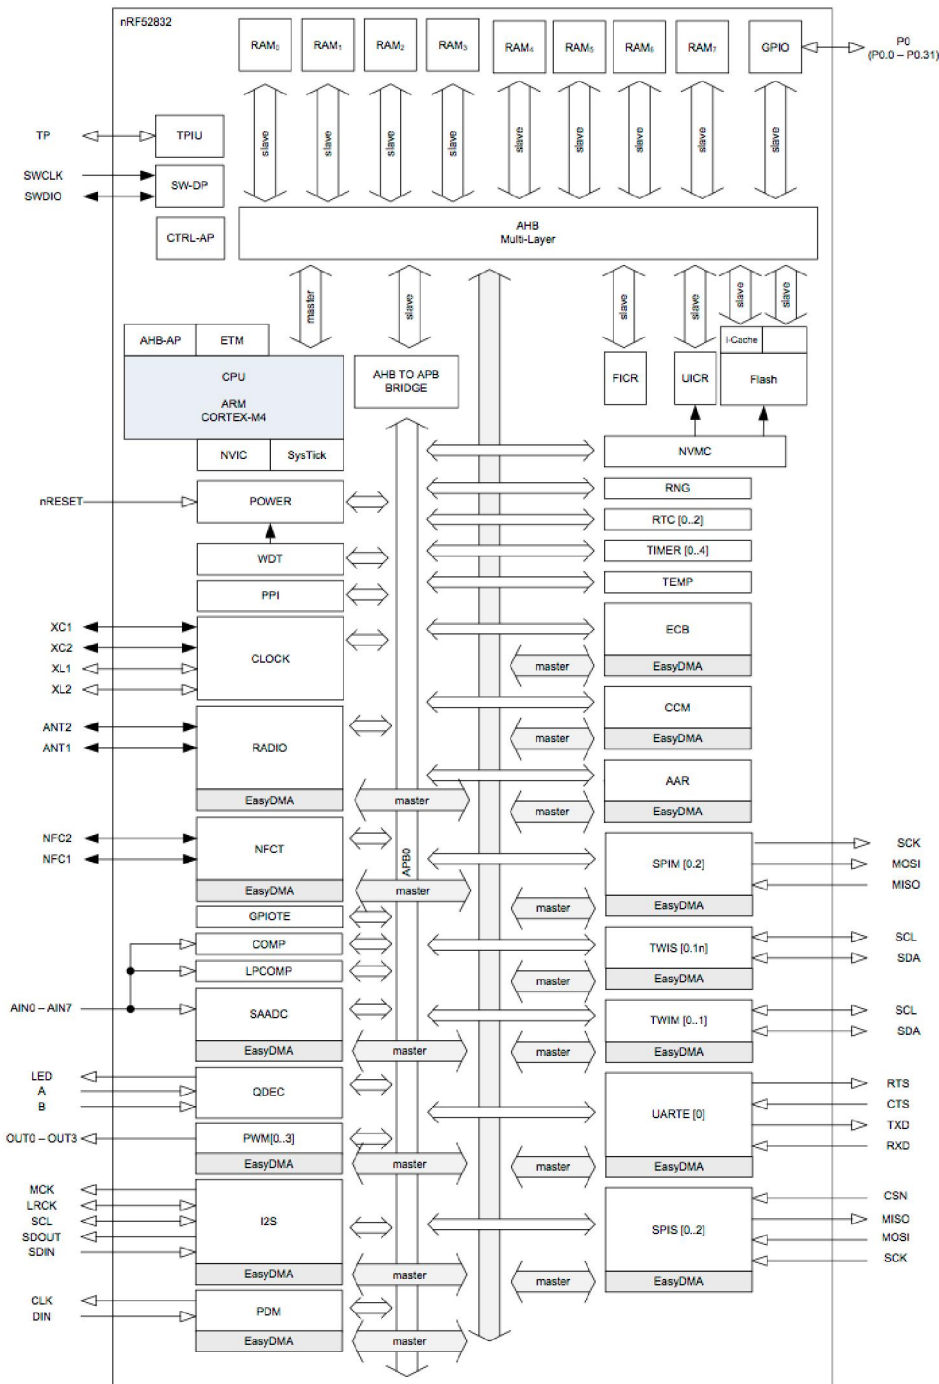 nRF52832
RAM₀
RAM₁
RAM₂
RAM₃
RAM₄
RAM₅
RAM₆
RAM₇
GPIO
P0
(P0.0 – P0.31)
slave
slave
slave
slave
slave
slave
slave
slave
slave
TP
TPIU
SWCLK
SWDIO
SW-DP
CTRL-AP
AHB
Multi-Layer
master
slave
slave
slave
slave
slave
AHB-AP
ETM
CPU
ARM
CORTEX-M4
NVIC
SysTick
AHB TO APB
BRIDGE
FICR
UICR
I-Cache
Flash
NVMC
nRESET
POWER
RNG
RTC [0..2]
WDT
TIMER [0..4]
PPI
TEMP
XC1
XC2
XL1
XL2
CLOCK
ECB
master
EasyDMA
ANT2
ANT1
RADIO
EasyDMA
master
CCM
master
EasyDMA
AAR
master
EasyDMA
NFC2
NFC1
NFCT
EasyDMA
master
APB0
SPIM [0.2]
master
EasyDMA
SCK
MOSI
MISO
GPIOTE
COMP
LPCOMP
AIN0 – AIN7
SAADC
EasyDMA
master
TWIS [0.1n]
master
EasyDMA
SCL
SDA
TWIM [0..1]
master
EasyDMA
SCL
SDA
LED
A
B
QDEC
OUT0 – OUT3
PWM[0..3]
EasyDMA
master
UARTE [0]
master
EasyDMA
RTS
CTS
TXD
RXD
MCK
LRCK
SCL
SDOUT
SDIN
I2S
EasyDMA
master
SPIS [0..2]
master
EasyDMA
CSN
MISO
MOSI
SCK
CLK
DIN
PDM
EasyDMA
master